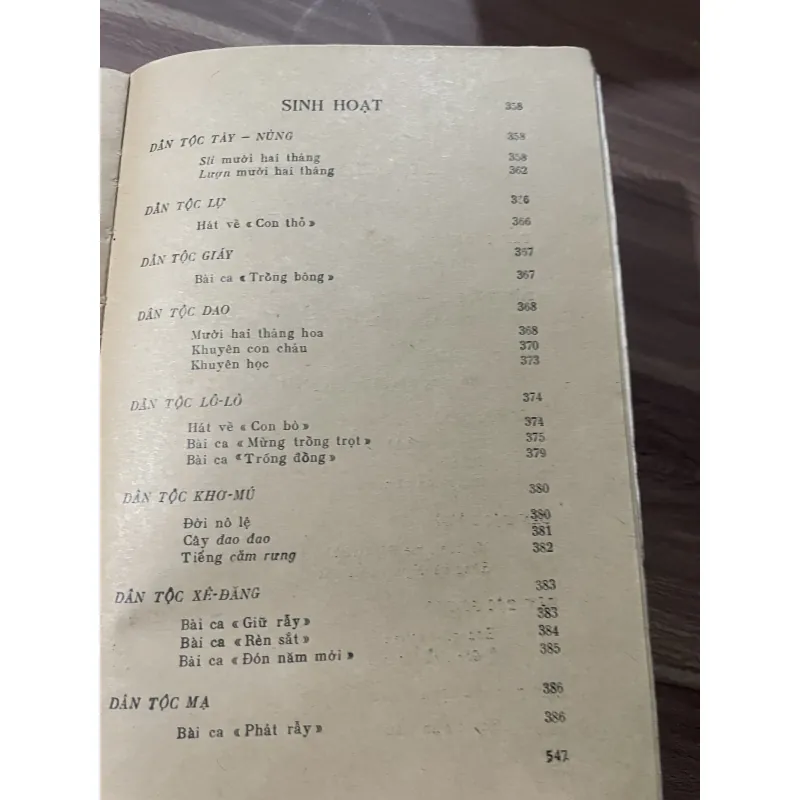 SINH HOẠT 358
DÂN TỘC TÀY — NÙNG 358
Sli mười hai tháng 358
Lượn mười hai tháng 362
DÂN TỘC LỰ 366
Hát về « Con thỏ » 366
DÂN TỘC GIÁY 367
Bài ca « Trồng bông » 367
DÂN TỘC DAO 368
Mười hai tháng hoa 368
Khuyên con cháu 370
Khuyên học 373
DÂN TỘC LÔ-LÔ 374
Hát về « Con bò » 374
Bài ca « Mừng trồng trọt » 375
Bài ca « Trống đồng » 379
DÂN TỘC KHƠ-MÚ 380
Đời nô lệ 380
Cây đao đao 381
Tiếng căm rưng 382
DÂN TỘC XÊ-ĐĂNG 383
Bài ca « Giữ rẫy » 383
Bài ca « Rèn sắt » 384
Bài ca « Đón năm mới » 385
DÂN TỘC MẠ 386
Bài ca « Phát rẫy » 386
547